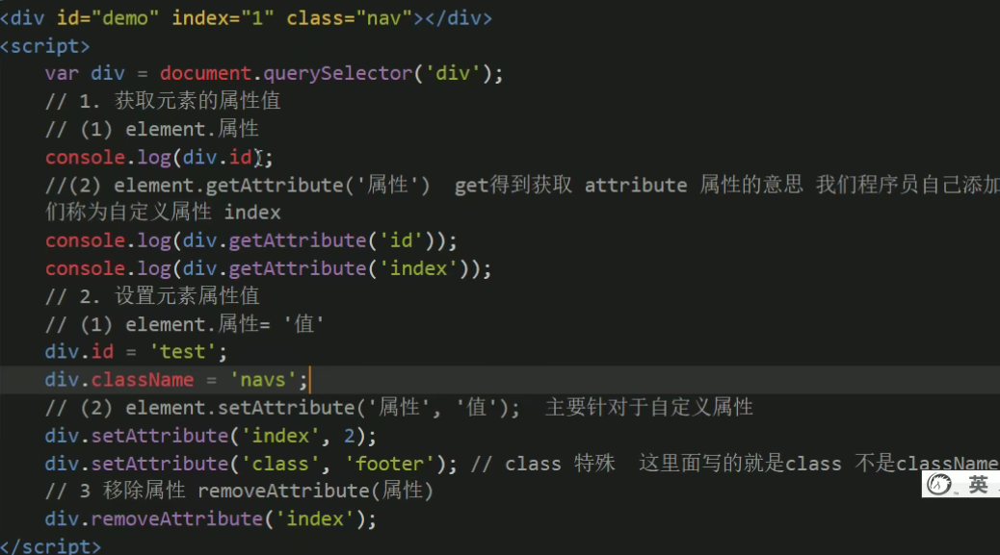 <div id="demo" index="1" class="nav"></div>
<script>
var div = document.querySelector('div');
// 1. 获取元素的属性值
// (1) element.属性
console.log(div.id);
//(2) element.getAttribute('属性') get得到获取 attribute 属性的意思 我们程序员自己添加
们称为自定义属性 index
console.log(div.getAttribute('id'));
console.log(div.getAttribute('index'));
// 2. 设置元素属性值
// (1) element.属性= '值'
div.id = 'test';
div.className = 'navs';
// (2) element.setAttribute('属性', '值'); 主要针对于自定义属性
div.setAttribute('index', 2);
div.setAttribute('class', 'footer'); // class 特殊 这里面写的就是class 不是className
// 3 移除属性 removeAttribute(属性)
div.removeAttribute('index');
</script>
英